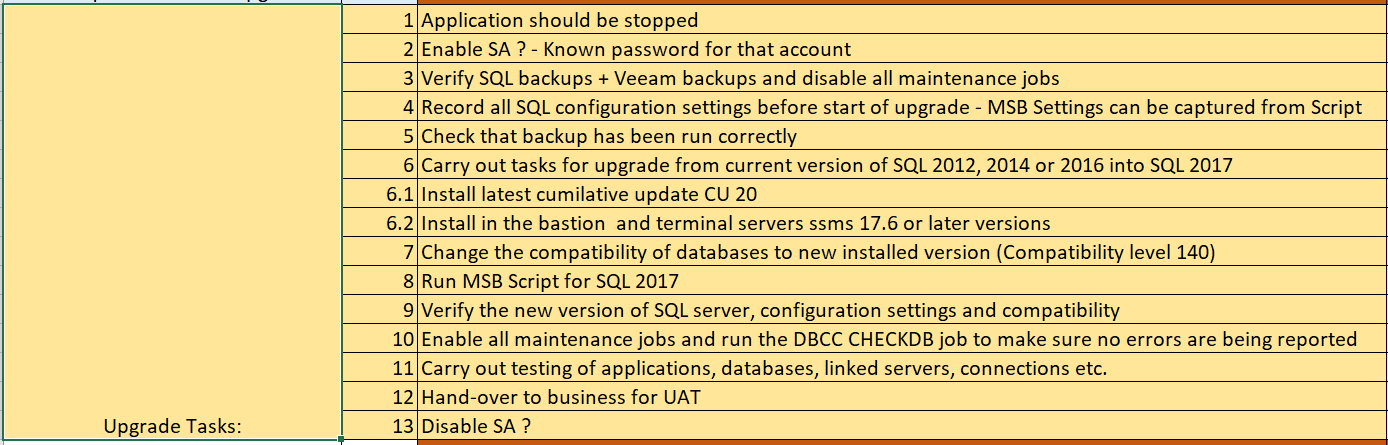 1 Application should be stopped
2 Enable SA ? - Known password for that account
3 Verify SQL backups + Veeam backups and disable all maintenance jobs
4 Record all SQL configuration settings before start of upgrade - MSB Settings can be captured from Script
5 Check that backup has been run correctly
6 Carry out tasks for upgrade from current version of SQL 2012, 2014 or 2016 into SQL 2017
6.1 Install latest cumilative update CU 20
6.2 Install in the bastion and terminal servers ssms 17.6 or later versions
7 Change the compatibility of databases to new installed version (Compatibility level 140)
8 Run MSB Script for SQL 2017
9 Verify the new version of SQL server, configuration settings and compatibility
10 Enable all maintenance jobs and run the DBCC CHECKDB job to make sure no errors are being reported
11 Carry out testing of applications, databases, linked servers, connections etc.
12 Hand-over to business for UAT
Upgrade Tasks: 13 Disable SA ?